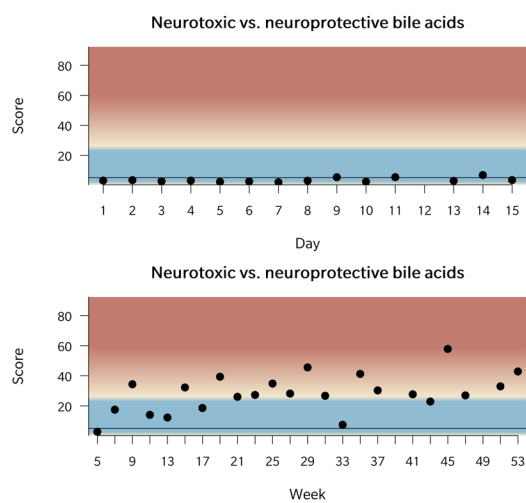 Neurotoxic vs. neuroprotective bile acids
80
60
40
20
Score
1 2 3 4 5 6 7 8 9 10 11 12 13 14 15
Day
Neurotoxic vs. neuroprotective bile acids
80
60
40
20
Score
5 9 13 17 21 25 29 33 37 41 45 49 53
Week